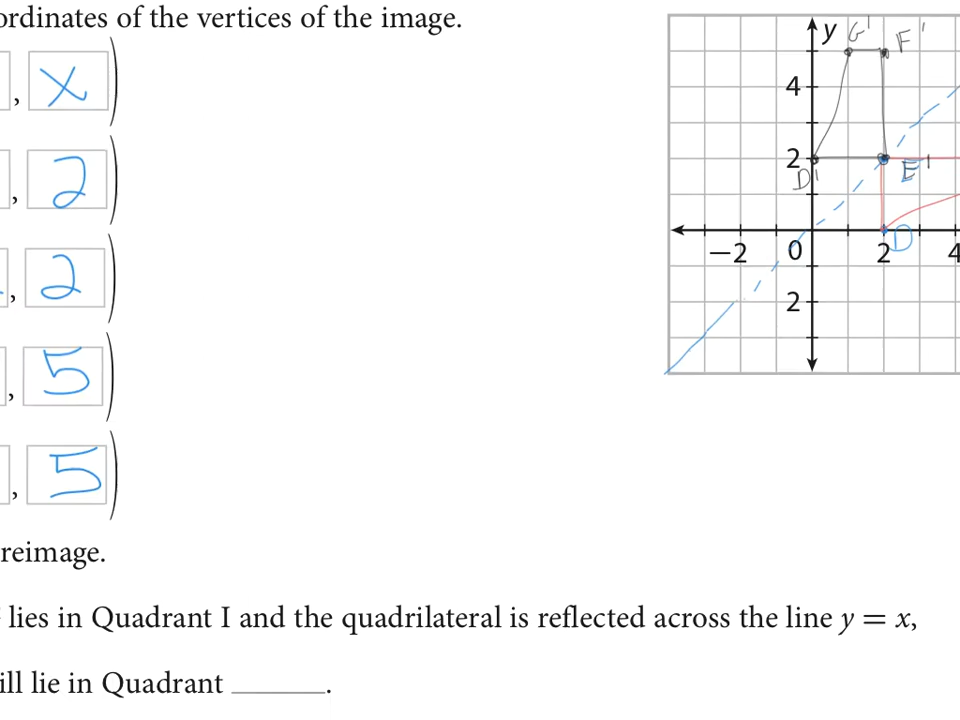 ordinates of the vertices of the image.
, x )
, 2 )
, 2 )
, 5 )
, 5 )
reimage.
lies in Quadrant I and the quadrilateral is reflected across the line y = x,
ill lie in Quadrant ______.
y G' F'
4
2
D' E'
−2 0 2 D 4
2